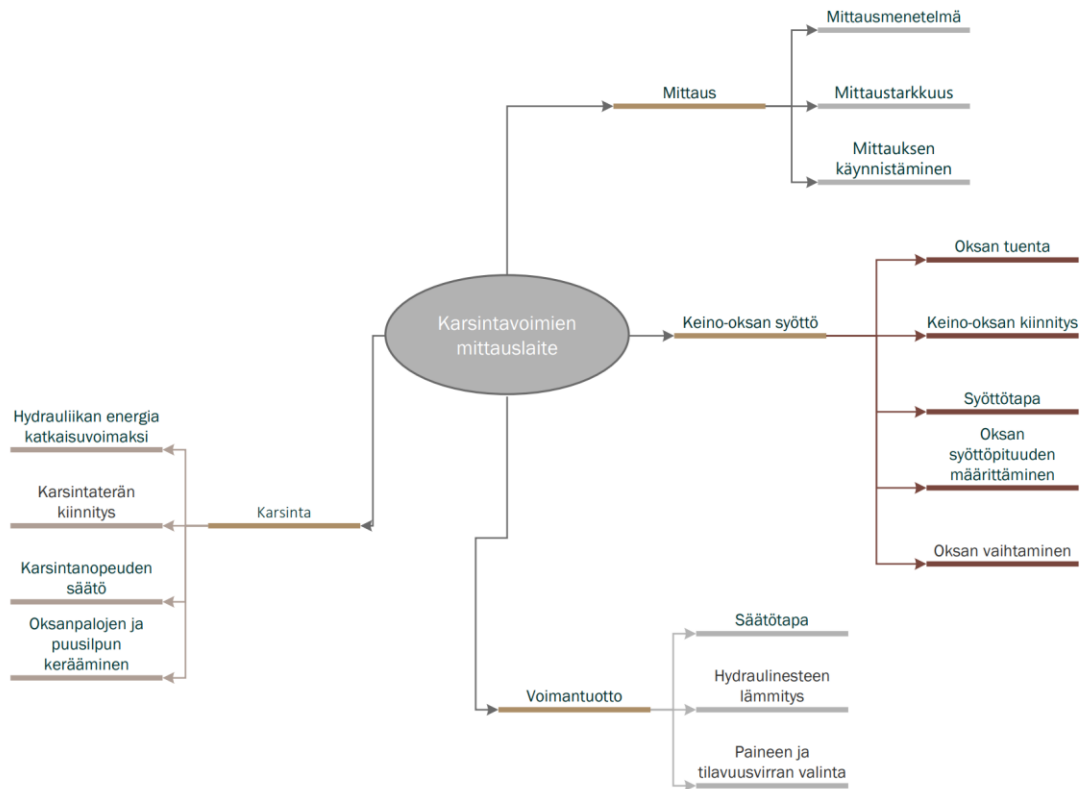 Mittausmenetelmä
Mittaus
Mittaustarkkuus
Mittauksen
käynnistäminen
Oksan tuenta
Karsintavoimien
mittauslaite
Keino-oksan syöttö
Keino-oksan kiinnitys
Syöttötapa
Oksan
syöttöpituuden
määrittäminen
Oksan vaihtaminen
Hydrauliikan energia
katkaisuvoimaksi
Karsintaterän
kiinnitys
Karsinta
Karsintanopeuden
säätö
Oksanpalojen ja
puusilpun
kerääminen
Säätötapa
Voimantuotto
Hydraulinesteen
lämmitys
Paineen ja
tilavuusvirran valinta